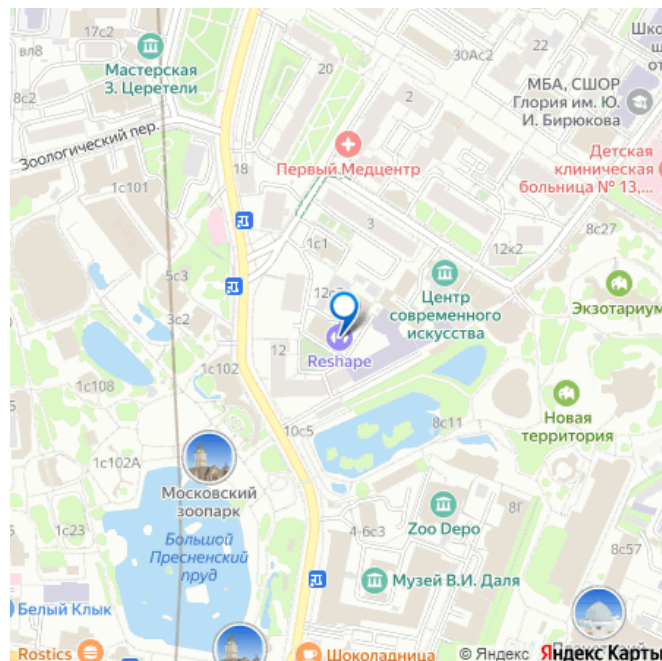 17с2
вл8
Мастерская
З. Церетели
8с2
20
30Ас2
22
2
МБА, СШОР
Глория им. Ю.
И. Бирюкова
Зоологический пер.
18
Первый Медцентр
Детская
клиническая
больница № 13,...
1с101
3
1с1
12к2
8с27
5с3
3с2
Центр
современного
искусства
Экзотариум
12
Reshape
1с102
1с108
10с5
8с11
Новая
территория
1с102А
Московский
зоопарк
8Г
4-6с3
Zoo Depo
1с23
Большой
Пресненский
пруд
8с57
Музей В.И. Даля
Белый Клык
Rostics
Шоколадница
© Яндекс Яндекс Карты